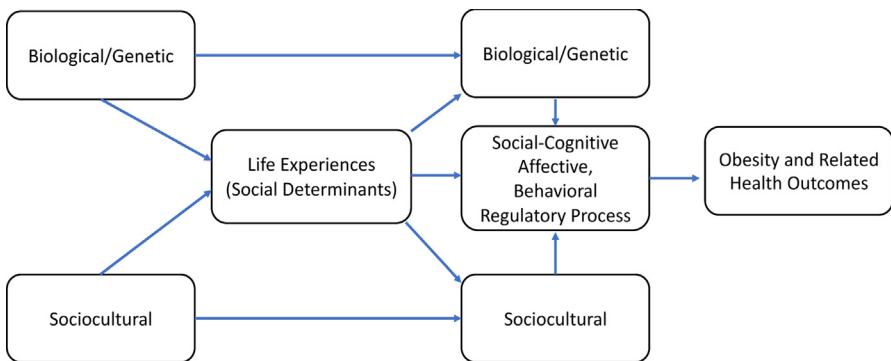 Biological/Genetic
Biological/Genetic
Life Experiences
(Social Determinants)
Social-Cognitive
Affective,
Behavioral
Regulatory Process
Obesity and Related
Health Outcomes
Sociocultural
Sociocultural